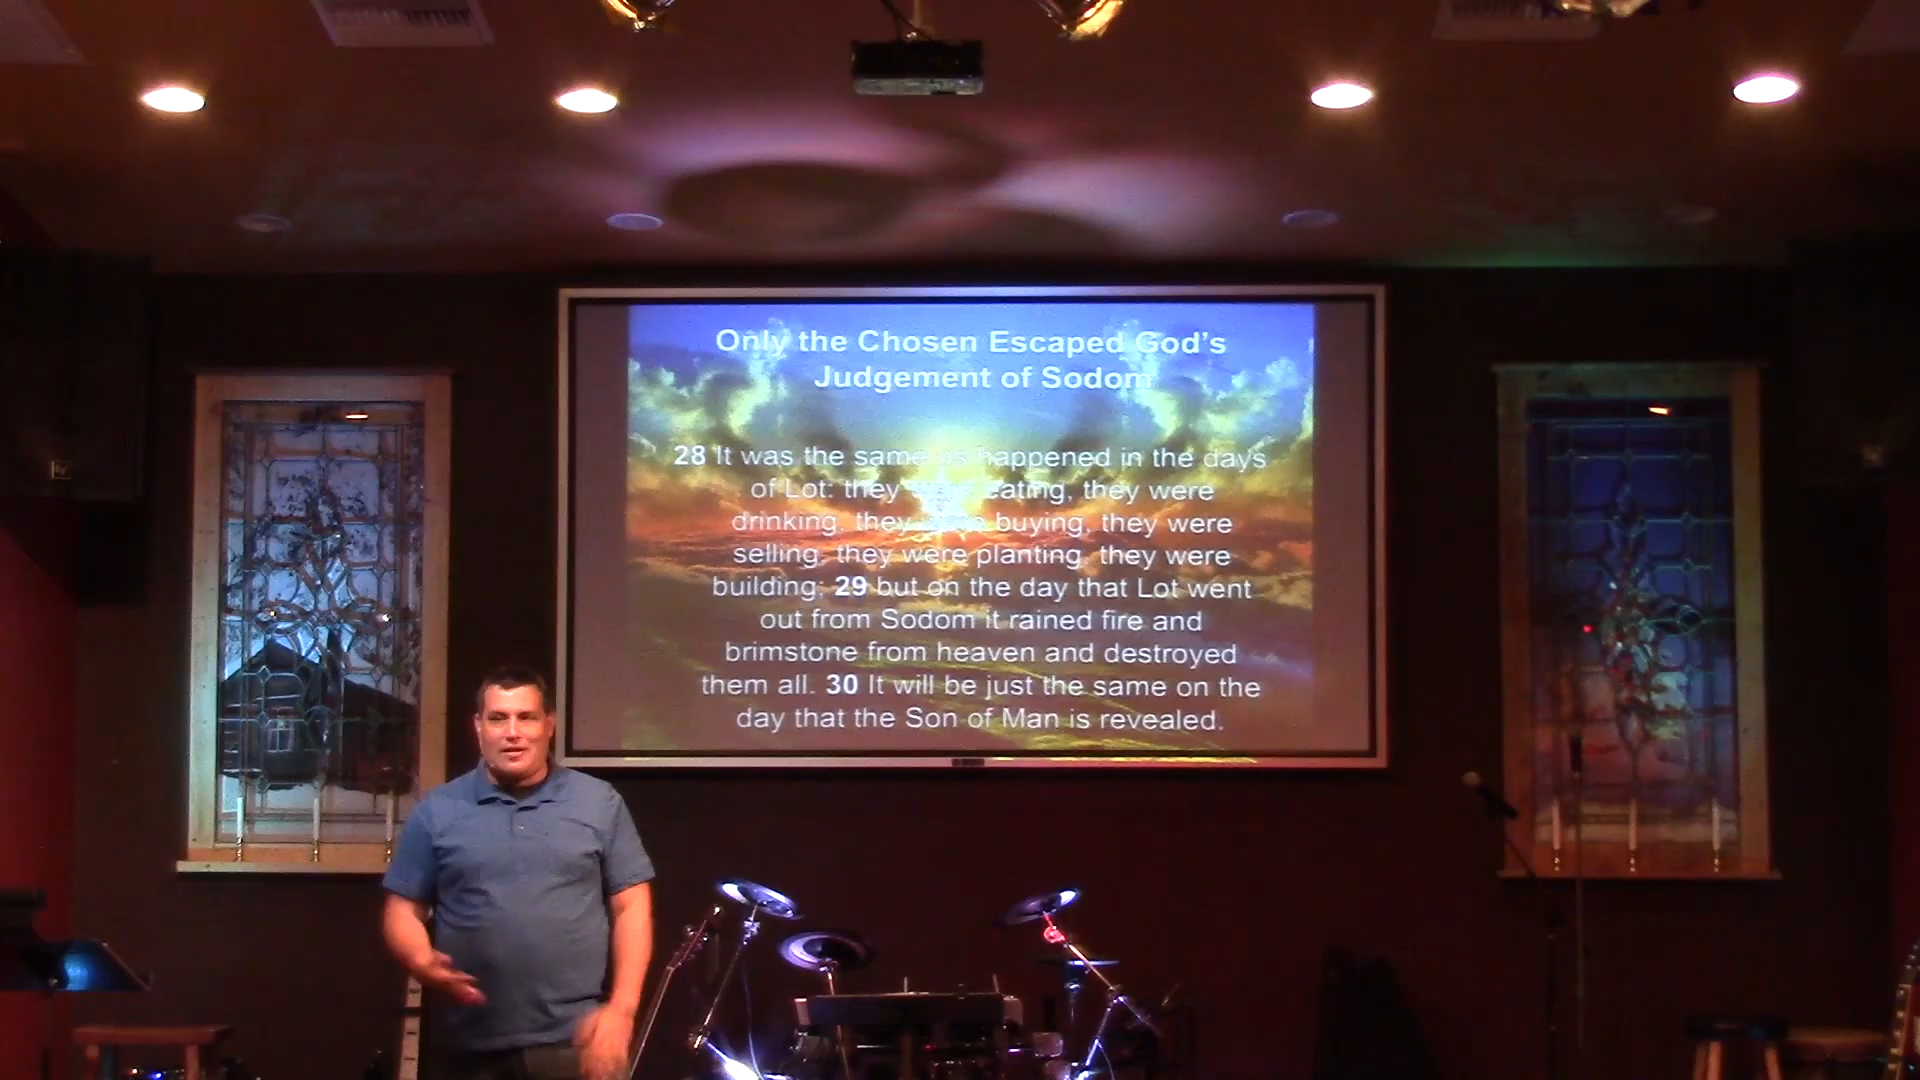 Only the Chosen Escaped God's
Judgement of Sodom
28 It was the same as happened in the days
of Lot: they were eating, they were
drinking, they were buying, they were
selling, they were planting, they were
building; 29 but on the day that Lot went
out from Sodom it rained fire and
brimstone from heaven and destroyed
them all. 30 It will be just the same on the
day that the Son of Man is revealed.